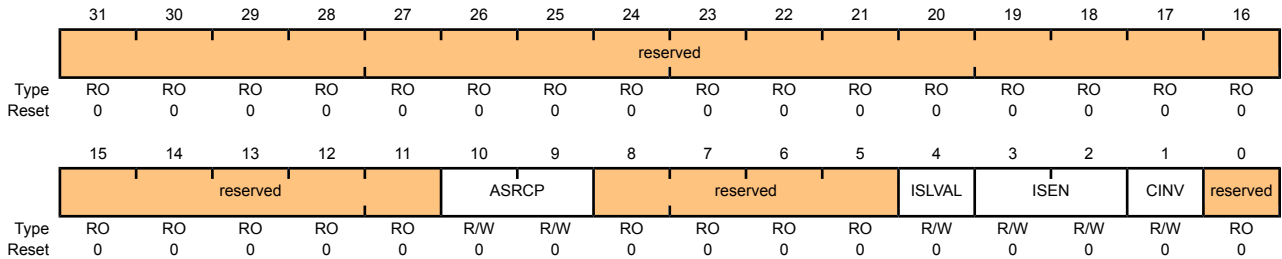 31 30 29 28 27 26 25 24 23 22 21 20 19 18 17 16
reserved
Type RO RO RO RO RO RO RO RO RO RO RO RO RO RO RO RO
Reset 0 0 0 0 0 0 0 0 0 0 0 0 0 0 0 0
15 14 13 12 11 10 9 8 7 6 5 4 3 2 1 0
reserved ASRCP reserved ISLVAL ISEN CINV reserved
Type RO RO RO RO RO R/W R/W RO RO RO RO R/W R/W R/W R/W RO
Reset 0 0 0 0 0 0 0 0 0 0 0 0 0 0 0 0